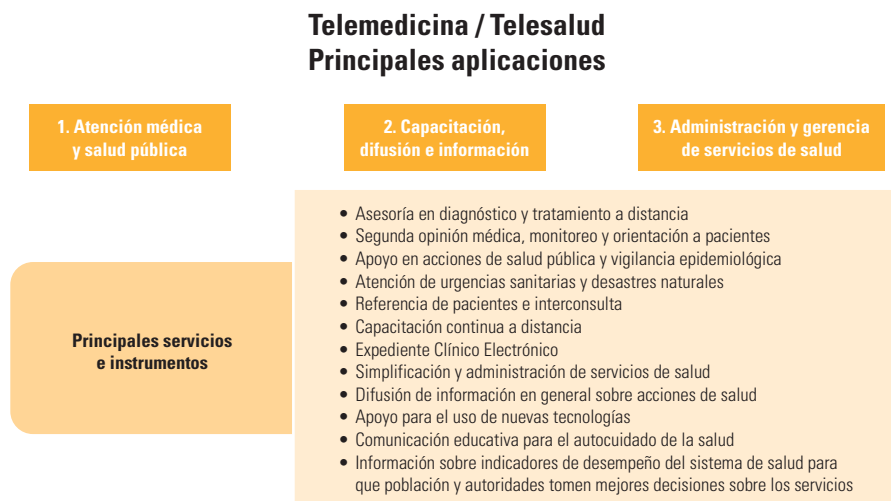 Telemedicina / Telesalud
Principales aplicaciones
1. Atención médica
y salud pública
2. Capacitación,
difusión e información
3. Administración y gerencia
de servicios de salud
Principales servicios
e instrumentos
• Asesoría en diagnóstico y tratamiento a distancia
• Segunda opinión médica, monitoreo y orientación a pacientes
• Apoyo en acciones de salud pública y vigilancia epidemiológica
• Atención de urgencias sanitarias y desastres naturales
• Referencia de pacientes e interconsulta
• Capacitación continua a distancia
• Expediente Clínico Electrónico
• Simplificación y administración de servicios de salud
• Difusión de información en general sobre acciones de salud
• Apoyo para el uso de nuevas tecnologías
• Comunicación educativa para el autocuidado de la salud
• Información sobre indicadores de desempeño del sistema de salud para
que población y autoridades tomen mejores decisiones sobre los servicios